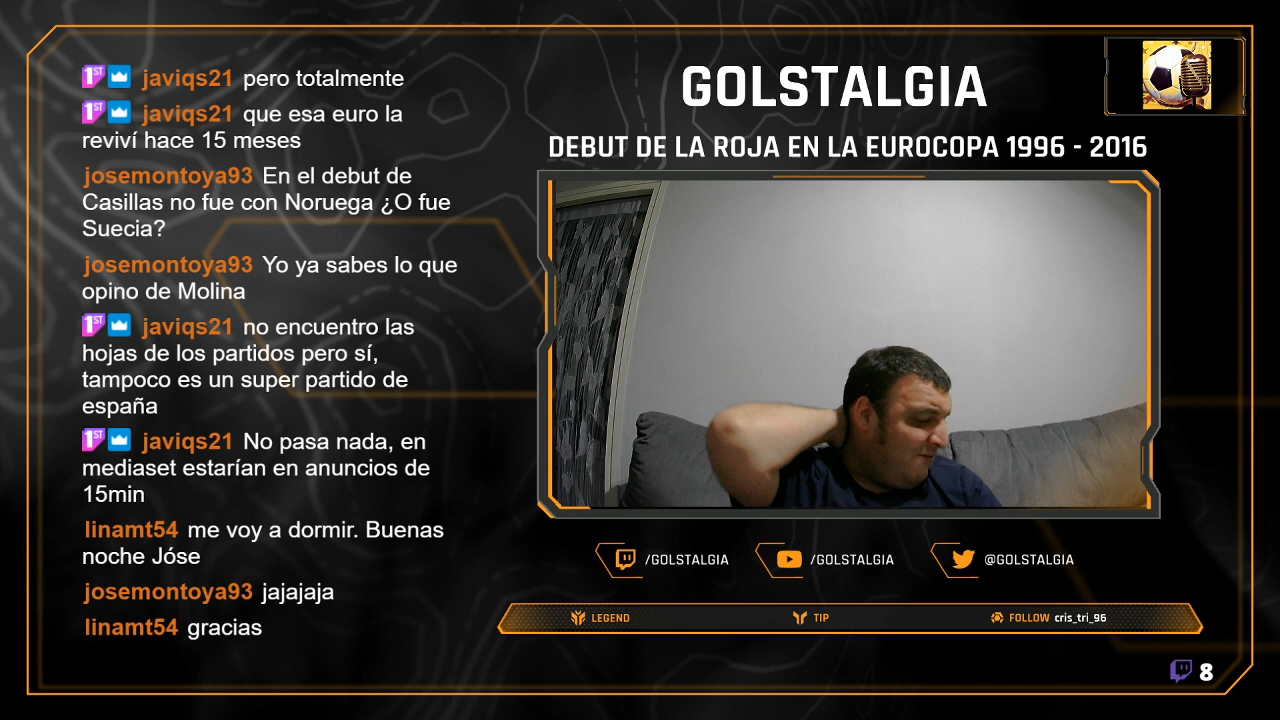 javiqs21 pero totalmente
javiqs21 que esa euro la
reviví hace 15 meses
josemontoya93 En el debut de
Casillas no fue con Noruega ¿O fue
Suecia?
josemontoya93 Yo ya sabes lo que
opino de Molina
javiqs21 no encuentro las
hojas de los partidos pero sí,
tampoco es un super partido de
españa
javiqs21 No pasa nada, en
mediaset estarían en anuncios de
15min
linamt54 me voy a dormir. Buenas
noche Jóse
josemontoya93 jajajaja
linamt54 gracias
GOLSTALGIA
DEBUT DE LA ROJA EN LA EUROCOPA 1996 - 2016
/GOLSTALGIA
/GOLSTALGIA
@GOLSTALGIA
LEGEND
TIP
FOLLOW cris_tri_96
8
1ST
1ST
1ST
1ST